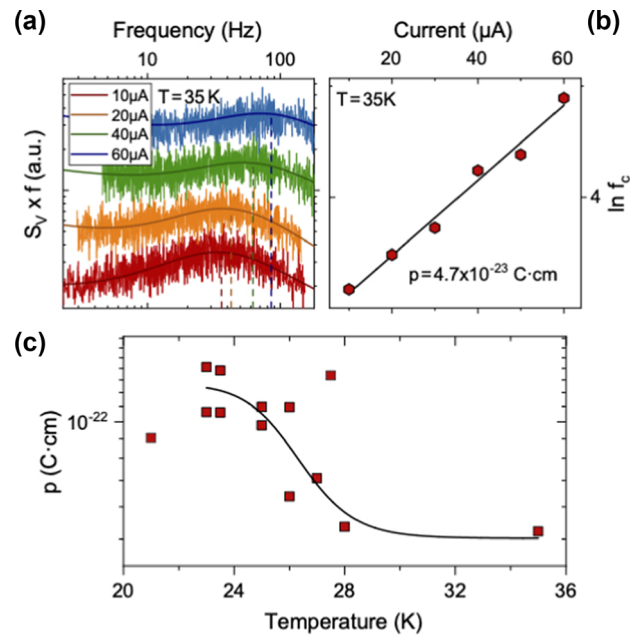 (a)
Frequency (Hz)
10 100
T = 35 K
10μA
20μA
40μA
60μA
S_V x f (a.u.)
Current (μA)
(b)
20 40 60
T = 35K
p = 4.7x10⁻²³ C·cm
4
ln f_c
(c)
10⁻²²
p (C·cm)
20 24 28 32 36
Temperature (K)